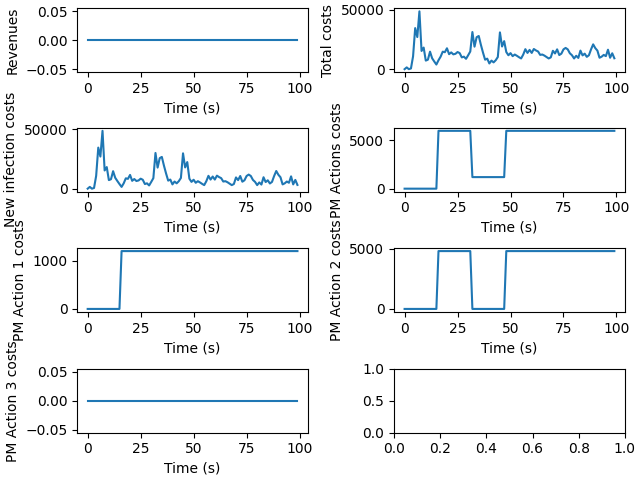 Revenues
0.05
0.00
−0.05
0 25 50 75 100
Time (s)
Total costs
50000
0
0 25 50 75 100
Time (s)
New infection costs
50000
0
0 25 50 75 100
Time (s)
PM Actions costs
5000
0
0 25 50 75 100
Time (s)
PM Action 1 costs
1000
0
0 25 50 75 100
Time (s)
PM Action 2 costs
5000
0
0 25 50 75 100
Time (s)
PM Action 3 costs
0.05
0.00
−0.05
0 25 50 75 100
Time (s)
1.0
0.5
0.0
0.0 0.2 0.4 0.6 0.8 1.0